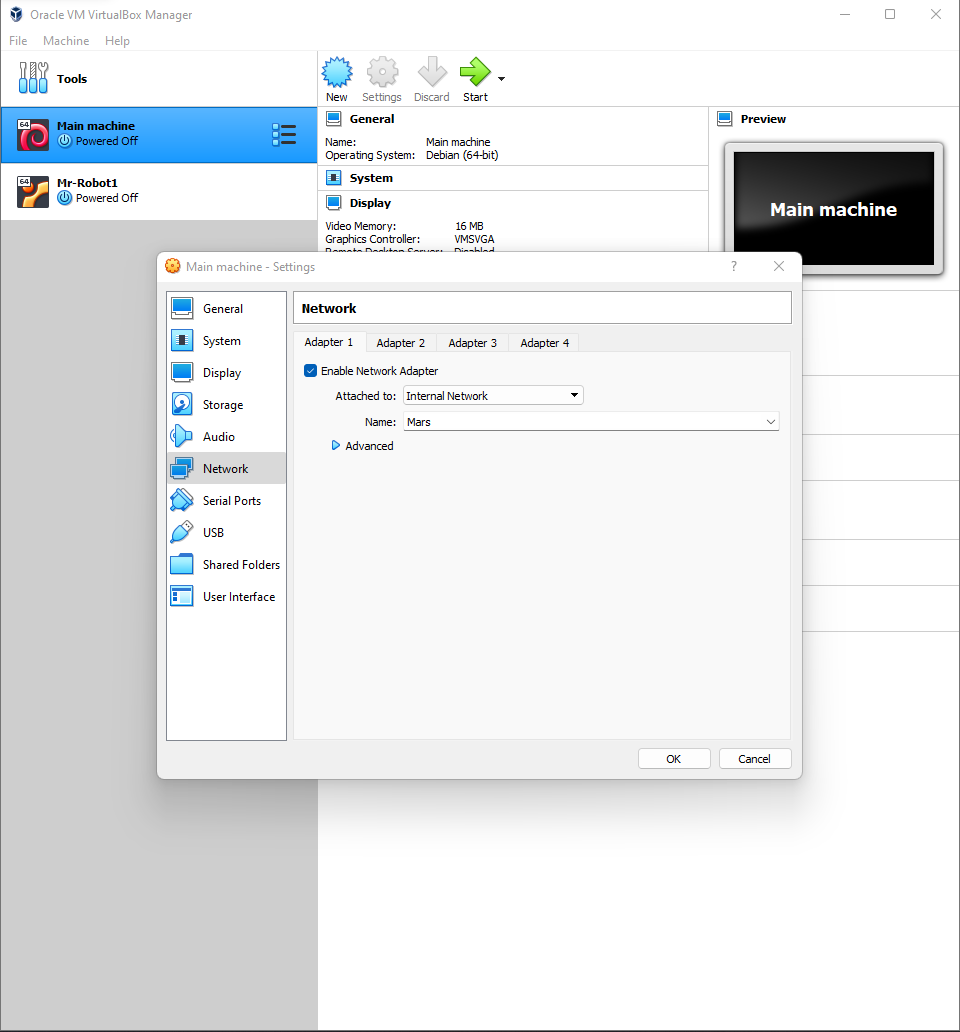 Oracle VM VirtualBox Manager
File Machine Help
Tools
64 Main machine
Powered Off
64 Mr-Robot1
Powered Off
New Settings Discard Start
General
Name: Main machine
Operating System: Debian (64-bit)
System
Display
Video Memory: 16 MB
Graphics Controller: VMSVGA
Remote Desktop Server: Disabled
Preview
Main machine
Main machine - Settings ?
General
System
Display
Storage
Audio
Network
Serial Ports
USB
Shared Folders
User Interface
Network
Adapter 1 Adapter 2 Adapter 3 Adapter 4
Enable Network Adapter
Attached to: Internal Network
Name: Mars
Advanced
OK Cancel